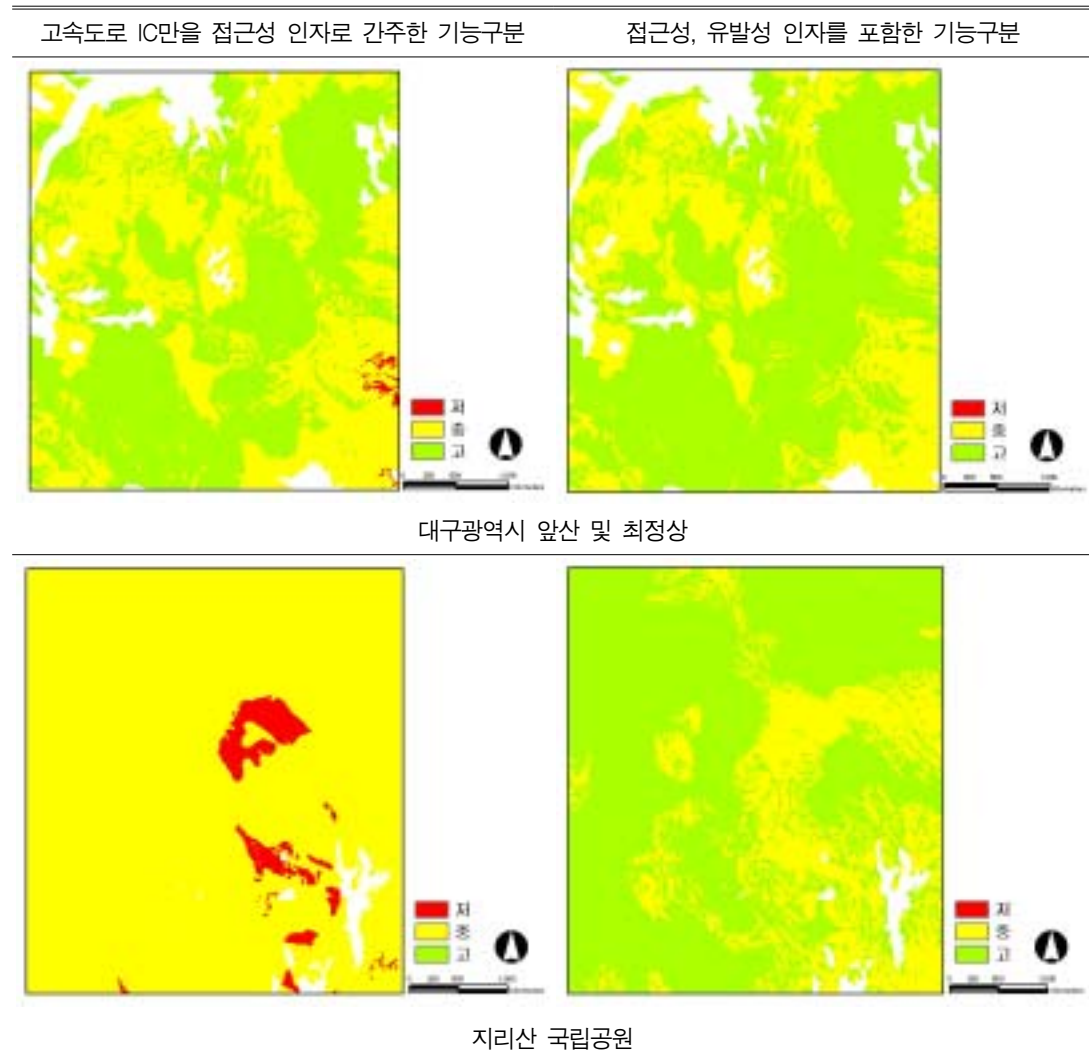 고속도로 IC만을 접근성 인자로 간주한 기능구분
접근성, 유발성 인자를 포함한 기능구분
저
중
고
저
중
고
대구광역시 앞산 및 최정상
저
중
고
저
중
고
지리산 국립공원